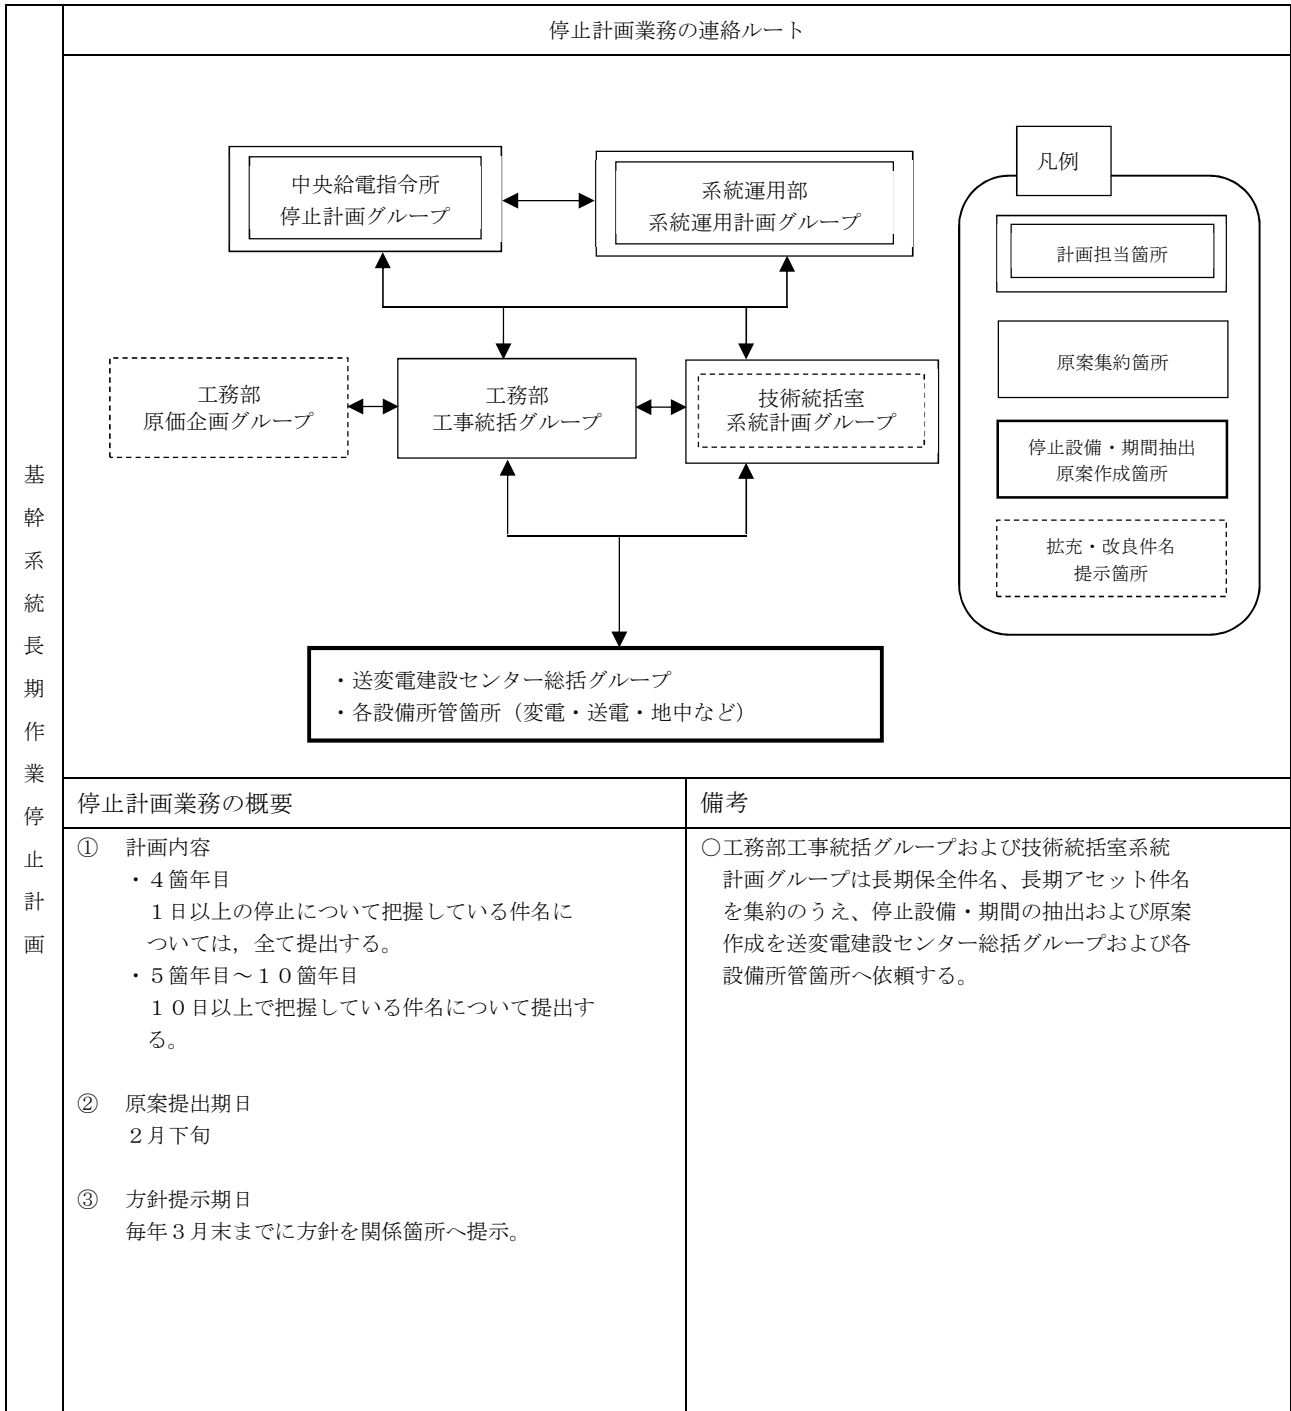 停止計画業務の連絡ルート
中央給電指令所
停止計画グループ
系統運用部
系統運用計画グループ
凡例
計画担当箇所
原案集約箇所
停止設備・期間抽出
原案作成箇所
拡充・改良件名
提示箇所
工務部
原価企画グループ
工務部
工事統括グループ
技術統括室
系統計画グループ
・送変電建設センター総括グループ
・各設備所管箇所（変電・送電・地中など）
基幹系統長期作業停止計画
停止計画業務の概要
① 計画内容
・４箇年目
１日以上の停止について把握している件名に
ついては，全て提出する。
・５箇年目～１０箇年目
１０日以上で把握している件名について提出す
る。
② 原案提出期日
２月下旬
③ 方針提示期日
毎年３月末までに方針を関係箇所へ提示。
備考
○工務部工事統括グループおよび技術統括室系統
計画グループは長期保全件名、長期アセット件名
を集約のうえ、停止設備・期間の抽出および原案
作成を送変電建設センター総括グループおよび各
設備所管箇所へ依頼する。